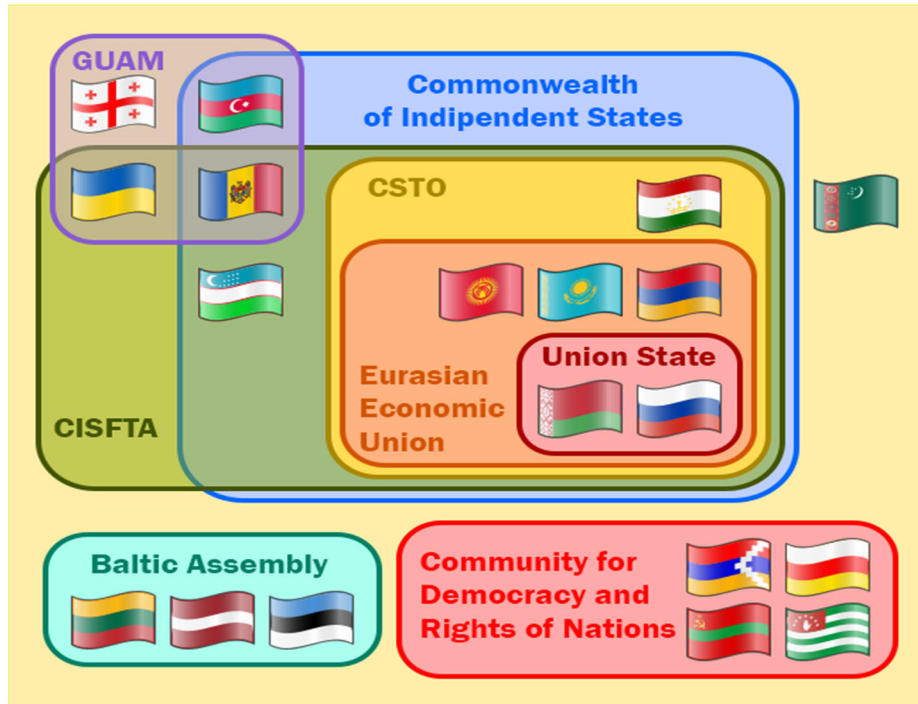 GUAM
Commonwealth
of Indipendent States
CSTO
Union State
Eurasian
Economic
Union
CISFTA
Baltic Assembly
Community for
Democracy and
Rights of Nations